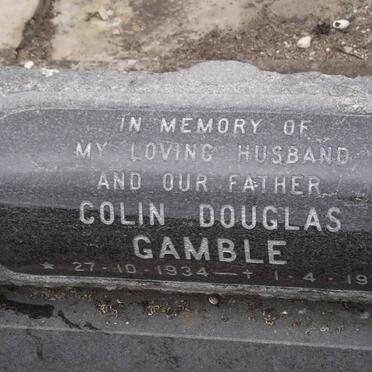 IN MEMORY OF
MY LOVING HUSBAND
AND OUR FATHER
COLIN DOUGLAS
GAMBLE
* 27-10-1934 — + 1-4-19